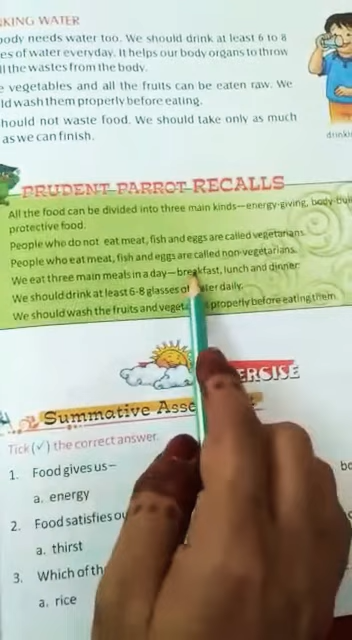 KING WATER
body needs water too. We should drink at least 6 to 8
es of water everyday. It helps our body organs to throw
ll the wastes from the body.
e vegetables and all the fruits can be eaten raw. We
ld wash them properly before eating.
hould not waste food. We should take only as much
as we can finish.
drinki
PRUDENT PARROT RECALLS
All the food can be divided into three main kinds—energy-giving, body-buil
protective food.
People who do not eat meat, fish and eggs are called vegetarians.
People who eat meat, fish and eggs are called non-vegetarians.
We eat three main meals in a day—breakfast, lunch and dinner.
We should drink at least 6-8 glasses of water daily.
We should wash the fruits and veget s properly before eating them.
ERCISE
Summative Asse
Tick (✓) the correct answer.
1. Food gives us—
a. energy
bo
2. Food satisfies ou
a. thirst
3. Which of th
a. rice